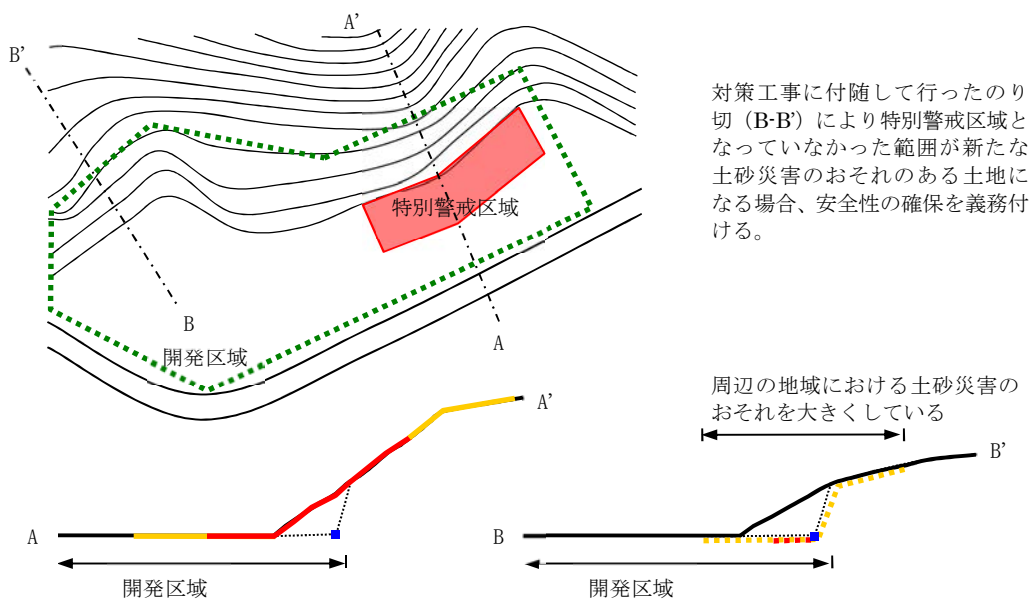 A’
B’
対策工事に付随して行ったのり
切（B-B’）により特別警戒区域と
なっていなかった範囲が新たな
土砂災害のおそれのある土地に
なる場合、安全性の確保を義務付
ける。
特別警戒区域
B
A
開発区域
周辺の地域における土砂災害の
おそれを大きくしている
A’
B’
A
B
開発区域
開発区域